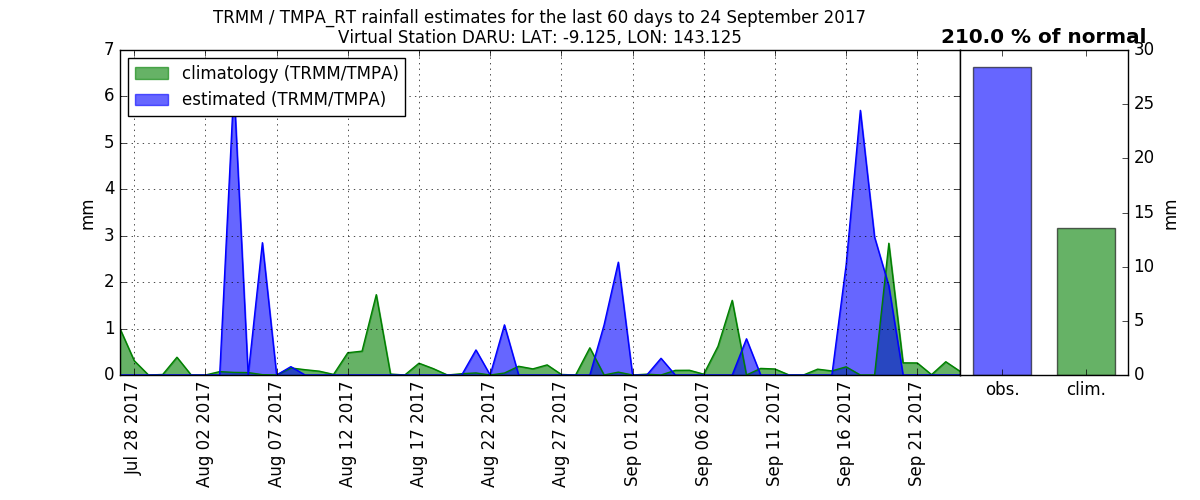 TRMM / TMPA_RT rainfall estimates for the last 60 days to 24 September 2017
Virtual Station DARU: LAT: -9.125, LON: 143.125
210.0 % of normal
climatology (TRMM/TMPA)
estimated (TRMM/TMPA)
mm
7
6
5
4
3
2
1
0
Jul 28 2017
Aug 02 2017
Aug 07 2017
Aug 12 2017
Aug 17 2017
Aug 22 2017
Aug 27 2017
Sep 01 2017
Sep 06 2017
Sep 11 2017
Sep 16 2017
Sep 21 2017
obs.
clim.
30
25
20
15
10
5
0
mm